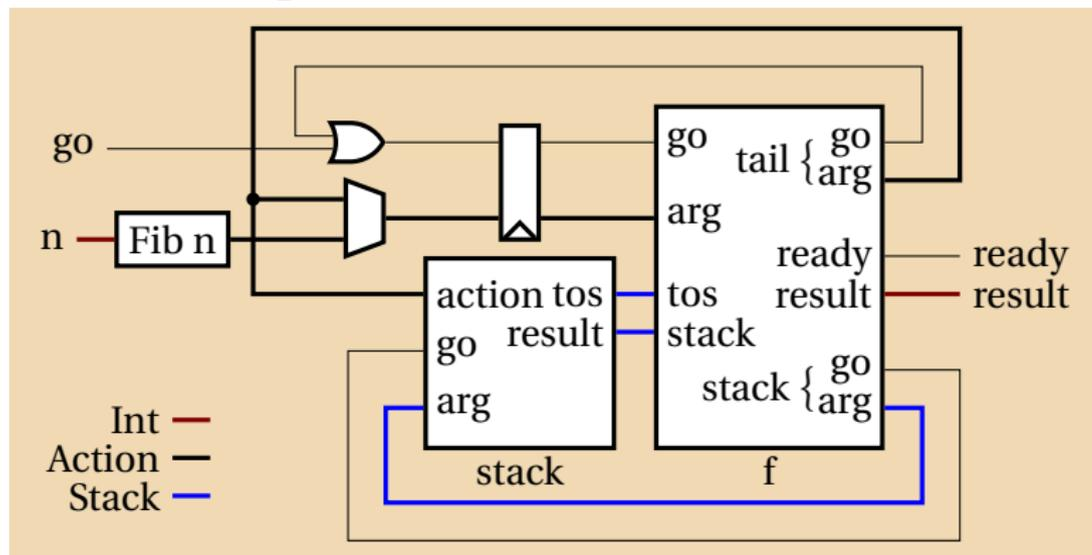 go
n
Fib n
go
arg
tos
stack
tail { go
arg
ready
result
stack { go
arg
f
ready
result
action tos
result
go
arg
stack
Int
Action
Stack